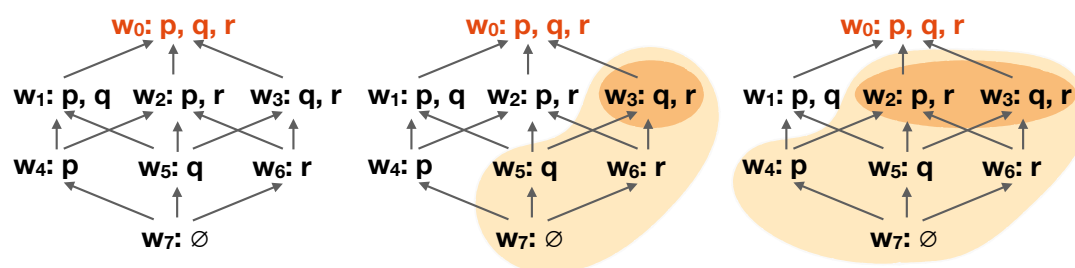 w₀: p, q, r
w₁: p, q w₂: p, r w₃: q, r
w₄: p w₅: q w₆: r
w₇: ∅
w₀: p, q, r
w₁: p, q w₂: p, r w₃: q, r
w₄: p w₅: q w₆: r
w₇: ∅
w₀: p, q, r
w₁: p, q w₂: p, r w₃: q, r
w₄: p w₅: q w₆: r
w₇: ∅